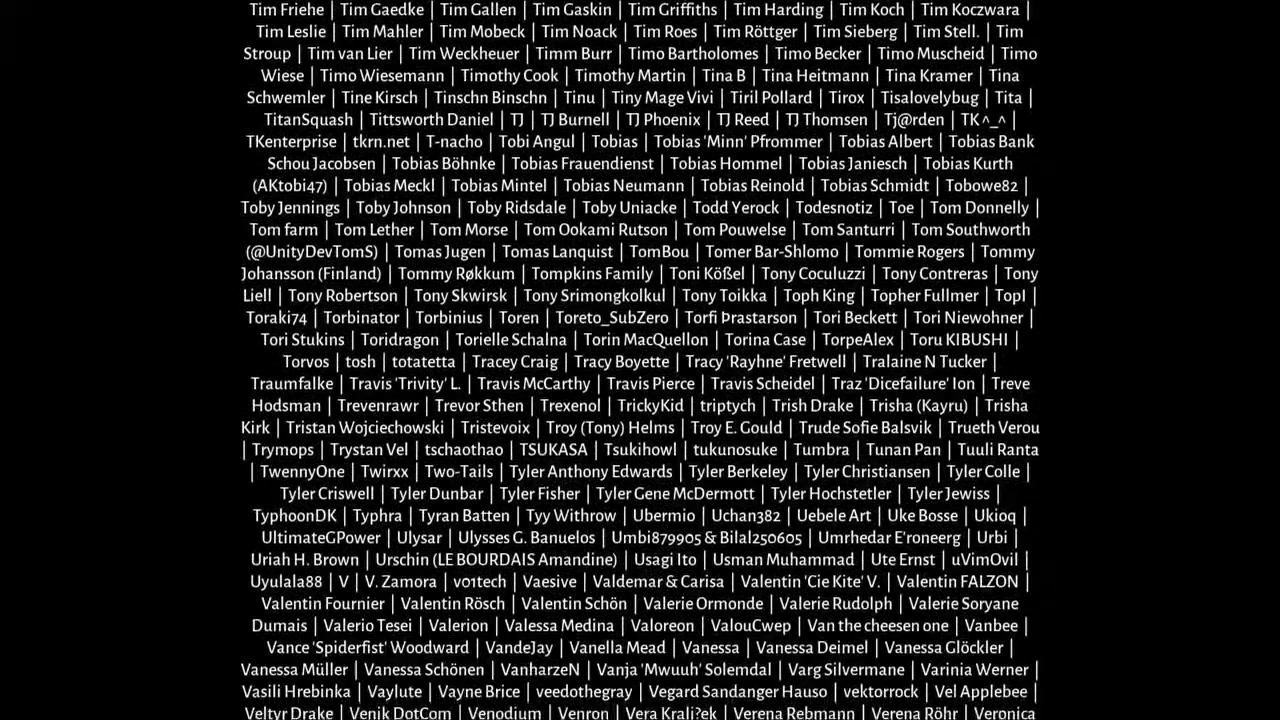 Tim Friehe | Tim Gaedke | Tim Gallen | Tim Gaskin | Tim Griffiths | Tim Harding | Tim Koch | Tim Koczwara |
Tim Leslie | Tim Mahler | Tim Mobeck | Tim Noack | Tim Roes | Tim Röttger | Tim Sieberg | Tim Stell. | Tim
Stroup | Tim van Lier | Tim Weckheuer | Timm Burr | Timo Bartholomes | Timo Becker | Timo Muscheid | Timo
Wiese | Timo Wiesemann | Timothy Cook | Timothy Martin | Tina B | Tina Heitmann | Tina Kramer | Tina
Schwemler | Tine Kirsch | Tinschn Binschn | Tinu | Tiny Mage Vivi | Tiril Pollard | Tirox | Tisalovelybug | Tita |
TitanSquash | Tittsworth Daniel | TJ | TJ Burnell | TJ Phoenix | TJ Reed | TJ Thomsen | Tj@rden | TK ^_^ |
TKenterprise | tkrn.net | T-nacho | Tobi Angul | Tobias | Tobias 'Minn' Pfrommer | Tobias Albert | Tobias Bank
Schou Jacobsen | Tobias Böhnke | Tobias Frauendienst | Tobias Hommel | Tobias Janiesch | Tobias Kurth
(AKtobi47) | Tobias Meckl | Tobias Mintel | Tobias Neumann | Tobias Reinold | Tobias Schmidt | Tobowe82 |
Toby Jennings | Toby Johnson | Toby Ridsdale | Toby Uniacke | Todd Yerock | Todesnotiz | Toe | Tom Donnelly |
Tom farm | Tom Lether | Tom Morse | Tom Ookami Rutson | Tom Pouwelse | Tom Santurri | Tom Southworth
(@UnityDevTomS) | Tomas Jugen | Tomas Lanquist | TomBou | Tomer Bar-Shlomo | Tommie Rogers | Tommy
Johansson (Finland) | Tommy Røkkum | Tompkins Family | Toni Kößel | Tony Coculuzzi | Tony Contreras | Tony
Liell | Tony Robertson | Tony Skwirsk | Tony Srimongkolkul | Tony Toikka | Toph King | Topher Fullmer | TopI |
Toraki74 | Torbinator | Torbinius | Toren | Toreto_SubZero | Torfi Þrastarson | Tori Beckett | Tori Niewohner |
Tori Stukins | Toridragon | Torielle Schalna | Torin MacQuellon | Torina Case | TorpeAlex | Toru KIBUSHI |
Torvos | tosh | totatetta | Tracey Craig | Tracy Boyette | Tracy 'Rayhne' Fretwell | Tralaine N Tucker |
Traumfalke | Travis 'Trivity' L. | Travis McCarthy | Travis Pierce | Travis Scheidel | Traz 'Dicefailure' Ion | Treve
Hodsman | Trevenrawr | Trevor Sthen | Trexenol | TrickyKid | triptych | Trish Drake | Trisha (Kayru) | Trisha
Kirk | Tristan Wojciechowski | Tristevoix | Troy (Tony) Helms | Troy E. Gould | Trude Sofie Balsvik | Trueth Verou
| Trymops | Trystan Vel | tschaothao | TSUKASA | Tsukihowl | tukunosuke | Tumbra | Tunan Pan | Tuuli Ranta
| TwennyOne | Twirxx | Two-Tails | Tyler Anthony Edwards | Tyler Berkeley | Tyler Christiansen | Tyler Colle |
Tyler Criswell | Tyler Dunbar | Tyler Fisher | Tyler Gene McDermott | Tyler Hochstetler | Tyler Jewiss |
TyphoonDK | Typhra | Tyran Batten | Tyy Withrow | Ubermio | Uchan382 | Uebele Art | Uke Bosse | Ukioq |
UltimateGPower | Ulysar | Ulysses G. Banuelos | Umbi879905 & Bilal250605 | Umrhedar E'roneerg | Urbi |
Uriah H. Brown | Urschin (LE BOURDAIS Amandine) | Usagi Ito | Usman Muhammad | Ute Ernst | uVimOvil |
Uyulala88 | V | V. Zamora | v01tech | Vaesive | Valdemar & Carisa | Valentin 'Cie Kite' V. | Valentin FALZON |
Valentin Fournier | Valentin Rösch | Valentin Schön | Valerie Ormonde | Valerie Rudolph | Valerie Soryane
Dumais | Valerio Tesei | Valerion | Valessa Medina | Valoreon | ValouCwep | Van the cheesen one | Vanbee |
Vance 'Spiderfist' Woodward | VandeJay | Vanella Mead | Vanessa | Vanessa Deimel | Vanessa Glöckler |
Vanessa Müller | Vanessa Schönen | VanharzeN | Vanja 'Mwuuh' Solemdal | Varg Silvermane | Varinia Werner |
Vasili Hrebinka | Vaylute | Vayne Brice | veedothegray | Vegard Sandanger Hauso | vektorrock | Vel Applebee |
Veltyr Drake | Venik DotCom | Venodium | Venron | Vera Kralj?ek | Verena Rebmann | Verena Röhr | Veronica